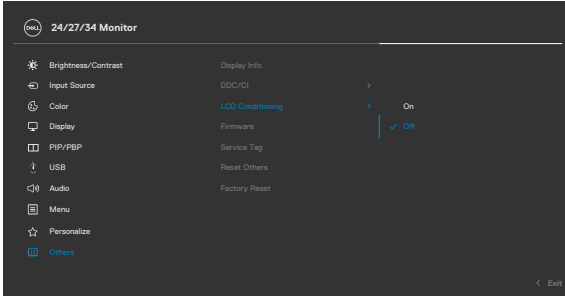 DELL 24/27/34 Monitor
Brightness/Contrast Display Info
Input Source DDC/CI
Color LCD Conditioning On
Display Firmware Off
PIP/PBP Service Tag
USB Reset Others
Audio Factory Reset
Menu
Personalize
Others
Exit